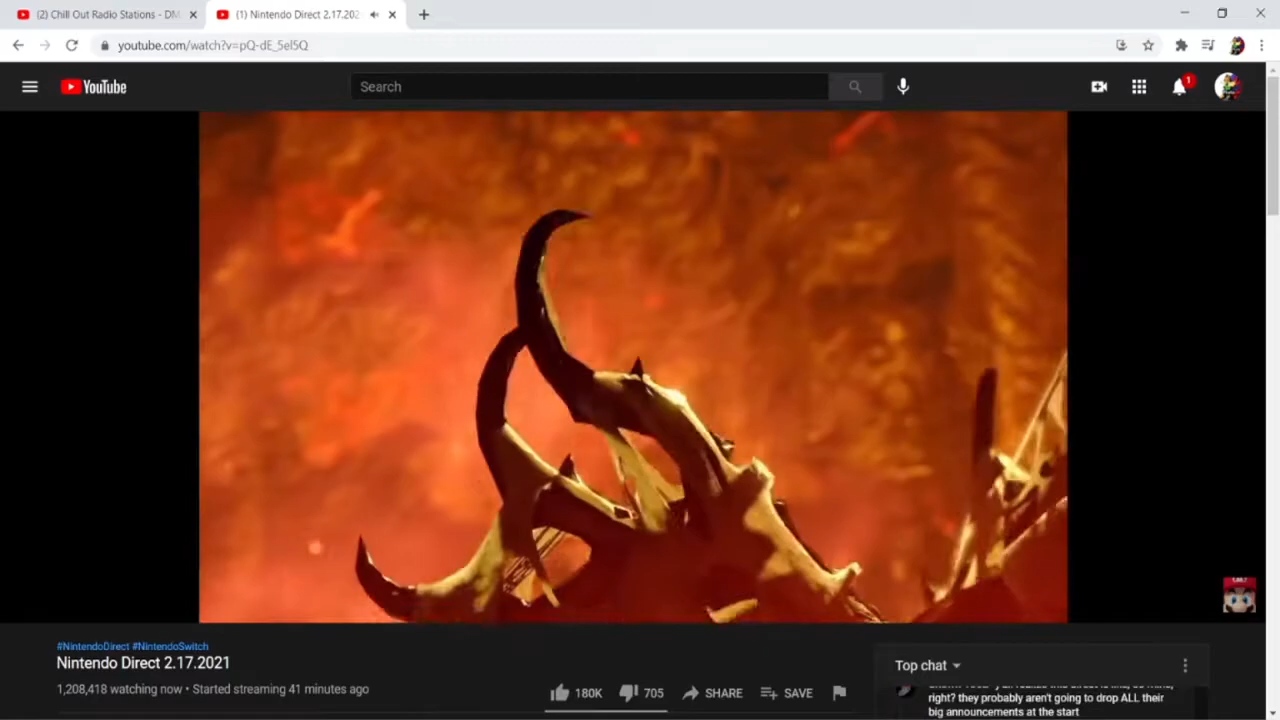 (2) Chill Out Radio Stations - DM
(1) Nintendo Direct 2.17.202
youtube.com/watch?v=pQ-dE_5el5Q
YouTube
Search
1
#NintendoDirect #NintendoSwitch
Nintendo Direct 2.17.2021
1,208,418 watching now • Started streaming 41 minutes ago
180K
705
SHARE
SAVE
Top chat
right? they probably aren't going to drop ALL their
big announcements at the start